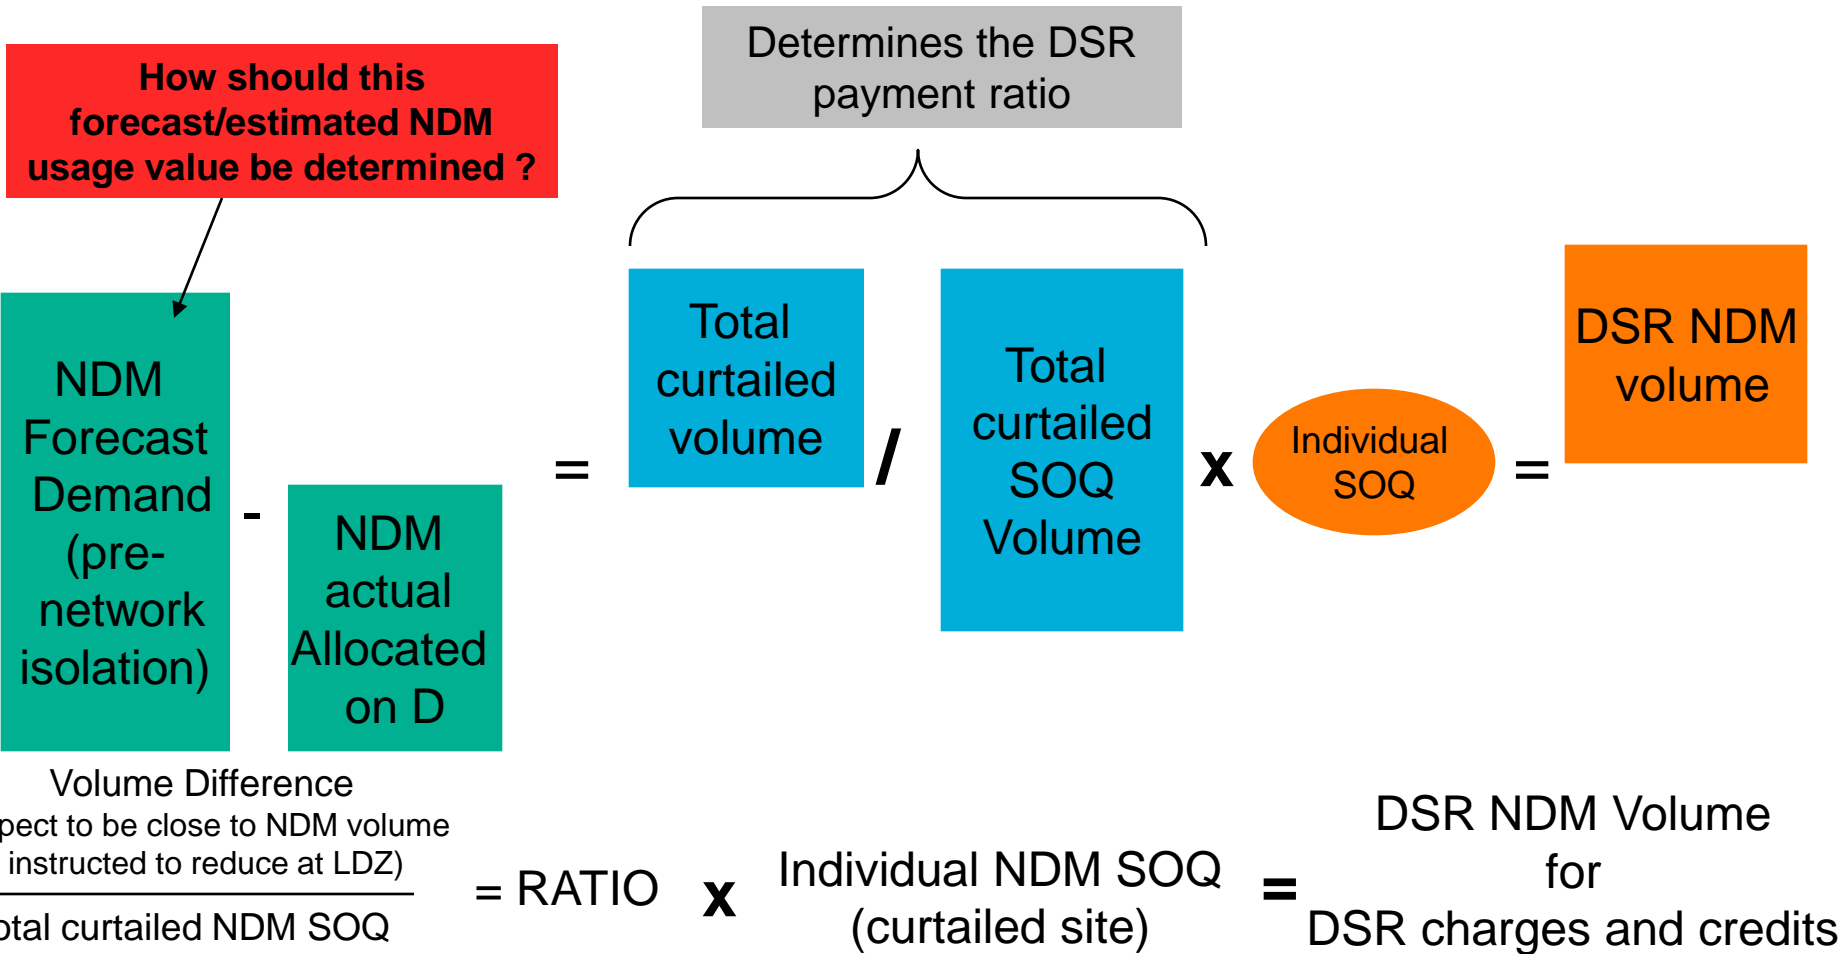 How should this
forecast/estimated NDM
usage value be determined ?
Determines the DSR
payment ratio
NDM
Forecast
Demand
(pre-
network
isolation)
-
NDM
actual
Allocated
on D
=
Total
curtailed
volume
/
Total
curtailed
SOQ
Volume
x
Individual
SOQ
=
DSR NDM
volume
Volume Difference
to be close to NDM volume
instructed to reduce at LDZ)
curtailed NDM SOQ
= RATIO
x
Individual NDM SOQ
(curtailed site)
=
DSR NDM Volume
for
DSR charges and credits